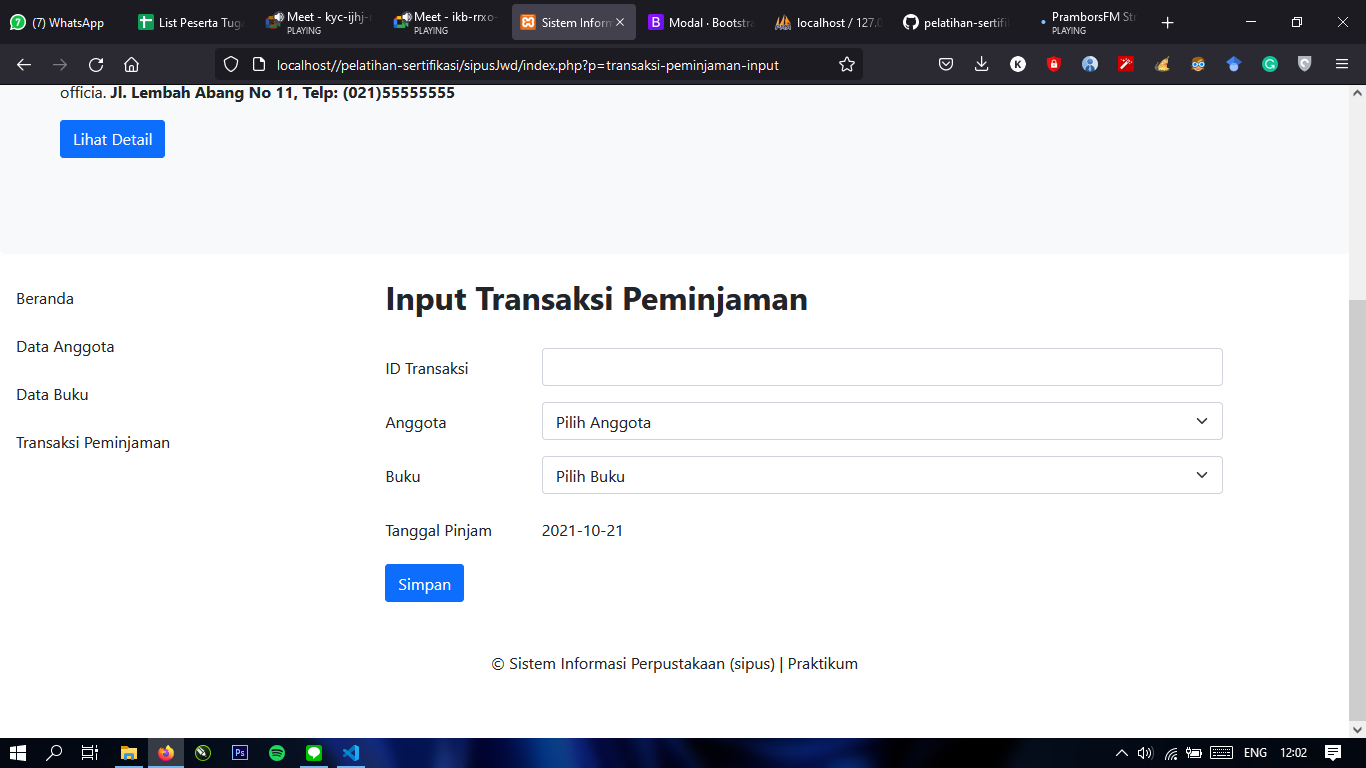 (7) WhatsApp
List Peserta Tuga
Meet - kyc-ijhj-
PLAYING
Meet - ikb-rrxo-
PLAYING
Sistem Inform
Modal · Bootstra
localhost / 127.0
pelatihan-sertifi
PramborsFM Str
PLAYING
localhost//pelatihan-sertifikasi/sipusJwd/index.php?p=transaksi-peminjaman-input
officia. Jl. Lembah Abang No 11, Telp: (021)55555555
Lihat Detail
Beranda
Data Anggota
Data Buku
Transaksi Peminjaman
Input Transaksi Peminjaman
ID Transaksi
Anggota
Pilih Anggota
Buku
Pilih Buku
Tanggal Pinjam
2021-10-21
Simpan
© Sistem Informasi Perpustakaan (sipus) | Praktikum
ENG
12:02